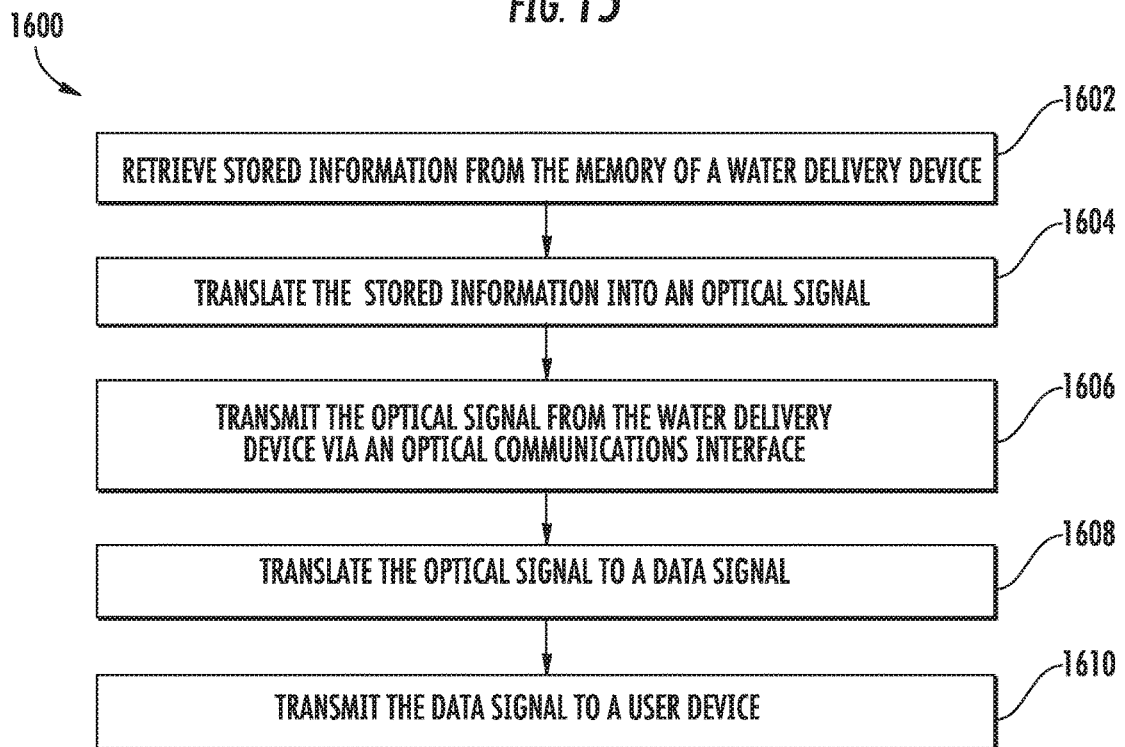 FIG. 15
1600
1602
RETRIEVE STORED INFORMATION FROM THE MEMORY OF A WATER DELIVERY DEVICE
1604
TRANSLATE THE STORED INFORMATION INTO AN OPTICAL SIGNAL
1606
TRANSMIT THE OPTICAL SIGNAL FROM THE WATER DELIVERY
DEVICE VIA AN OPTICAL COMMUNICATIONS INTERFACE
1608
TRANSLATE THE OPTICAL SIGNAL TO A DATA SIGNAL
1610
TRANSMIT THE DATA SIGNAL TO A USER DEVICE